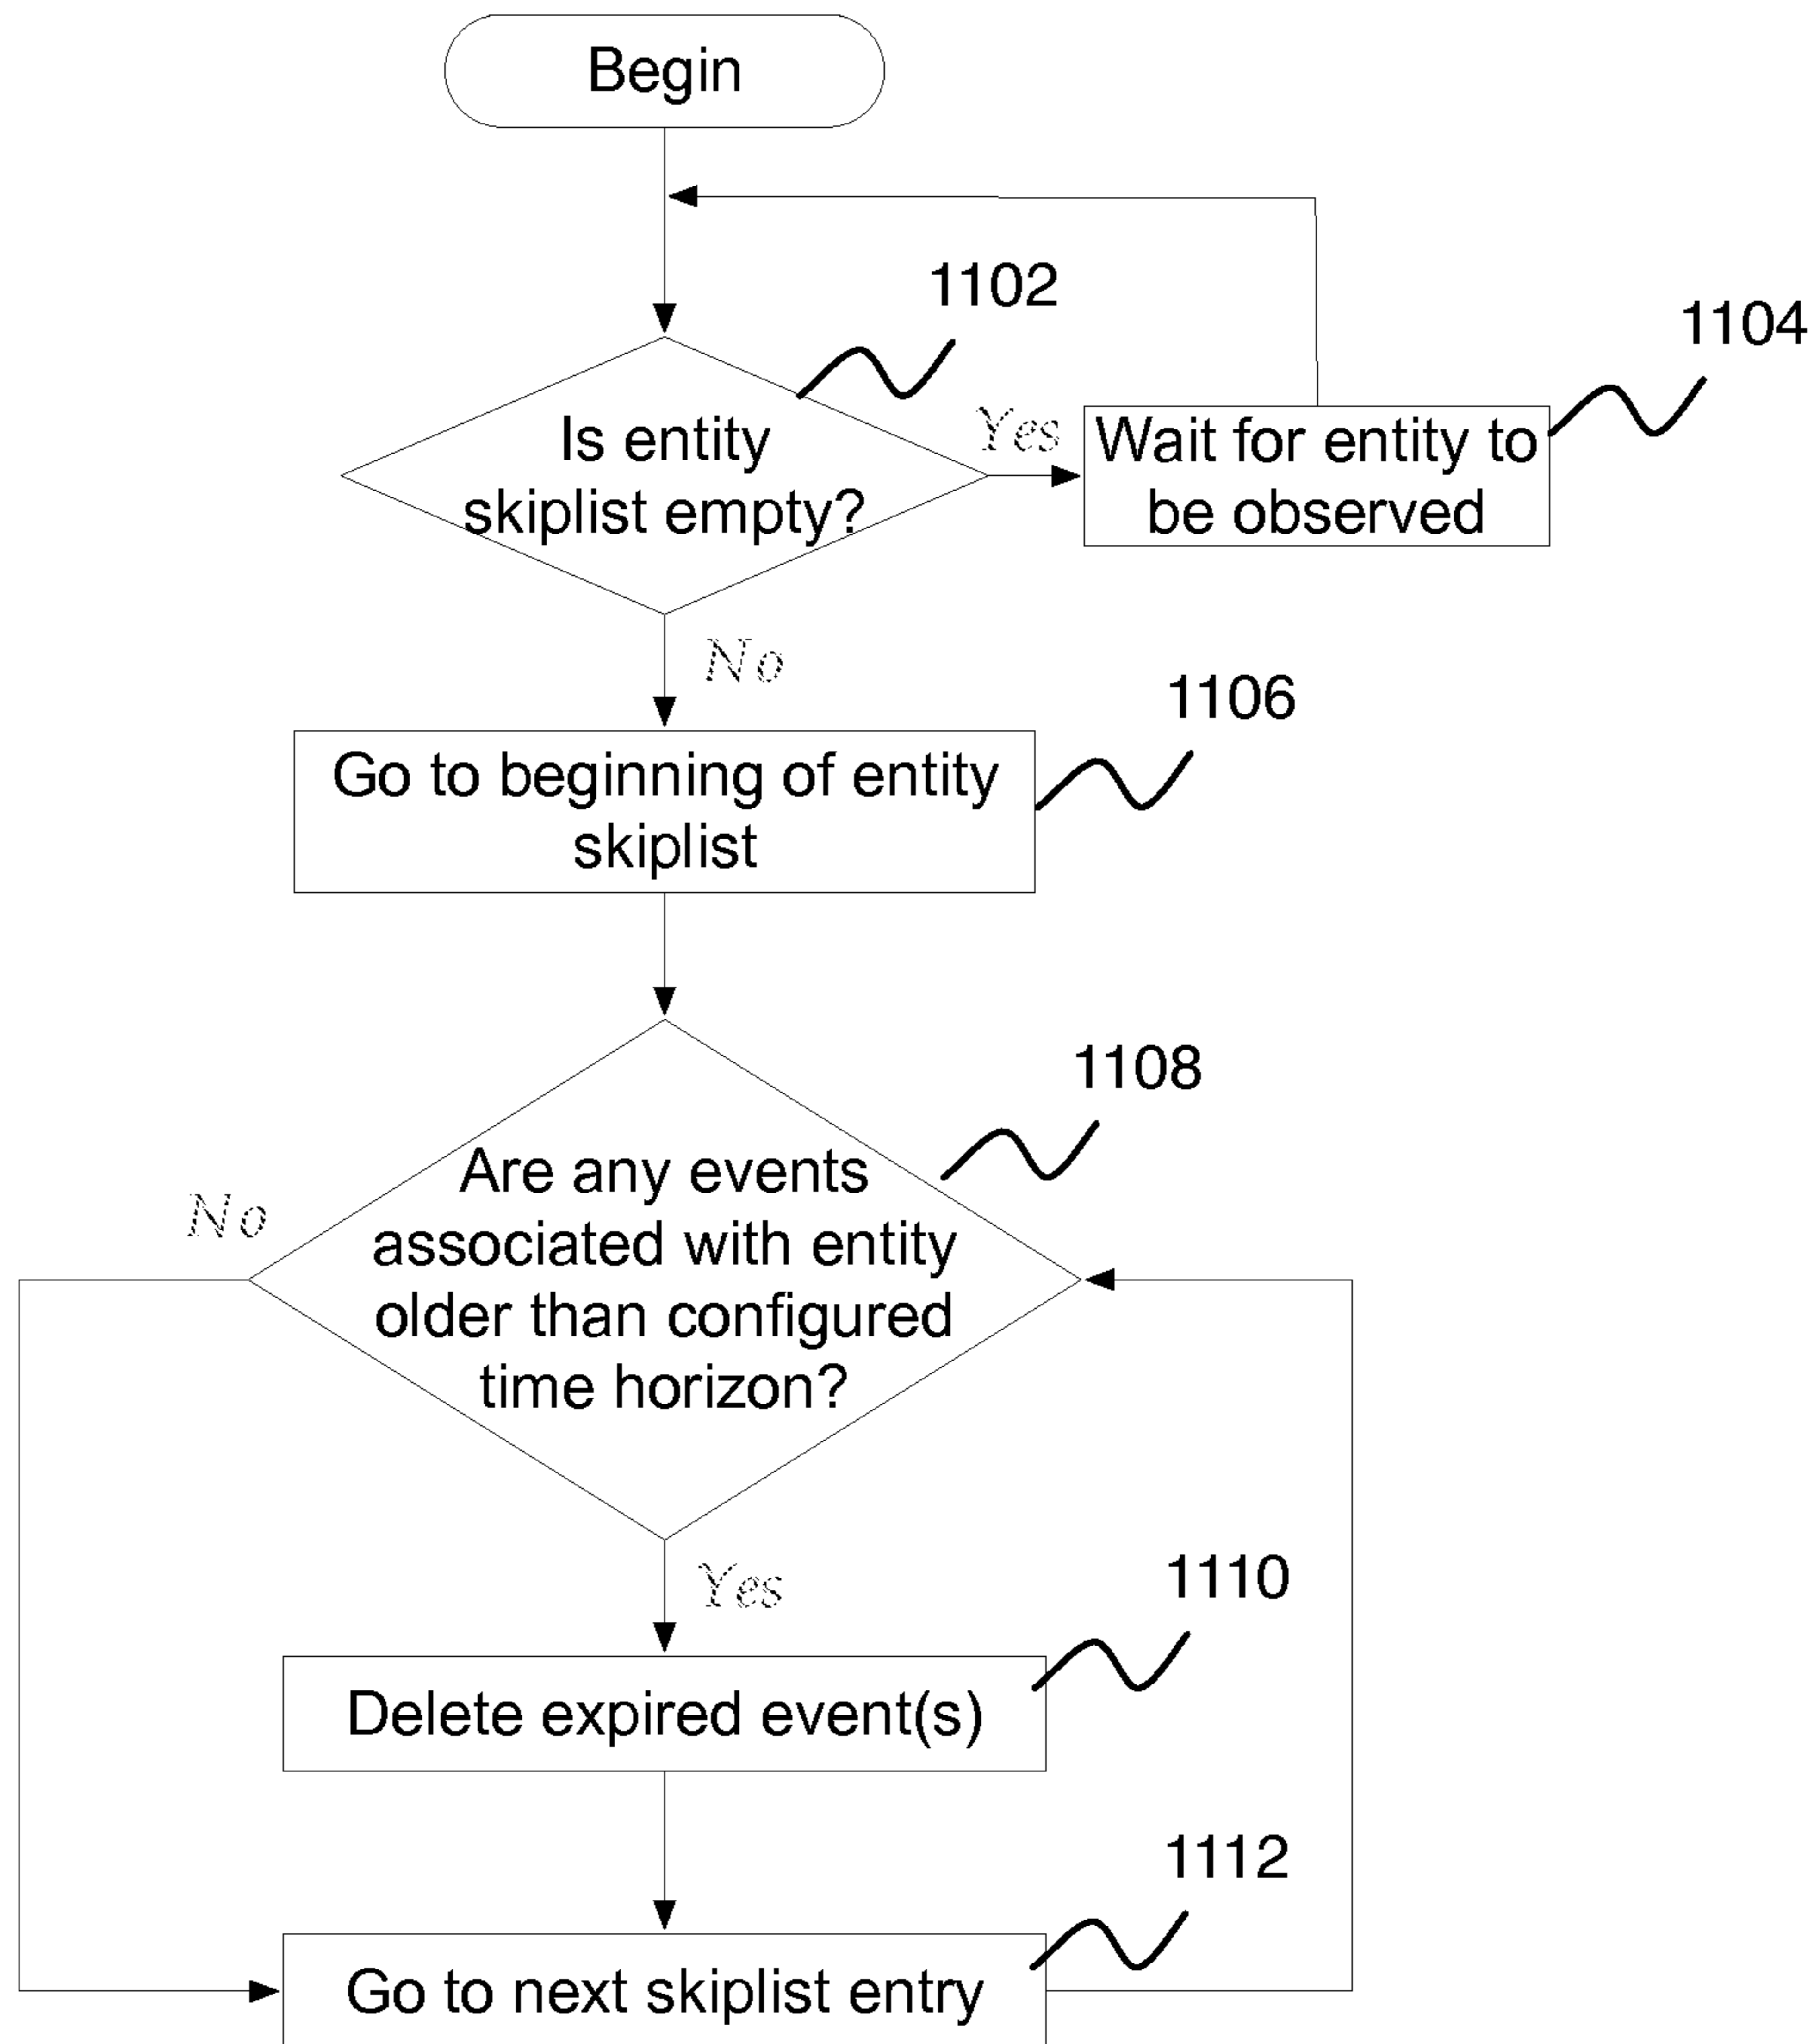 Begin
1102
1104
Is entity
skiplist empty?
Yes
Wait for entity to
be observed
No
1106
Go to beginning of entity
skiplist
1108
Are any events
associated with entity
older than configured
time horizon?
No
Yes
1110
Delete expired event(s)
1112
Go to next skiplist entry